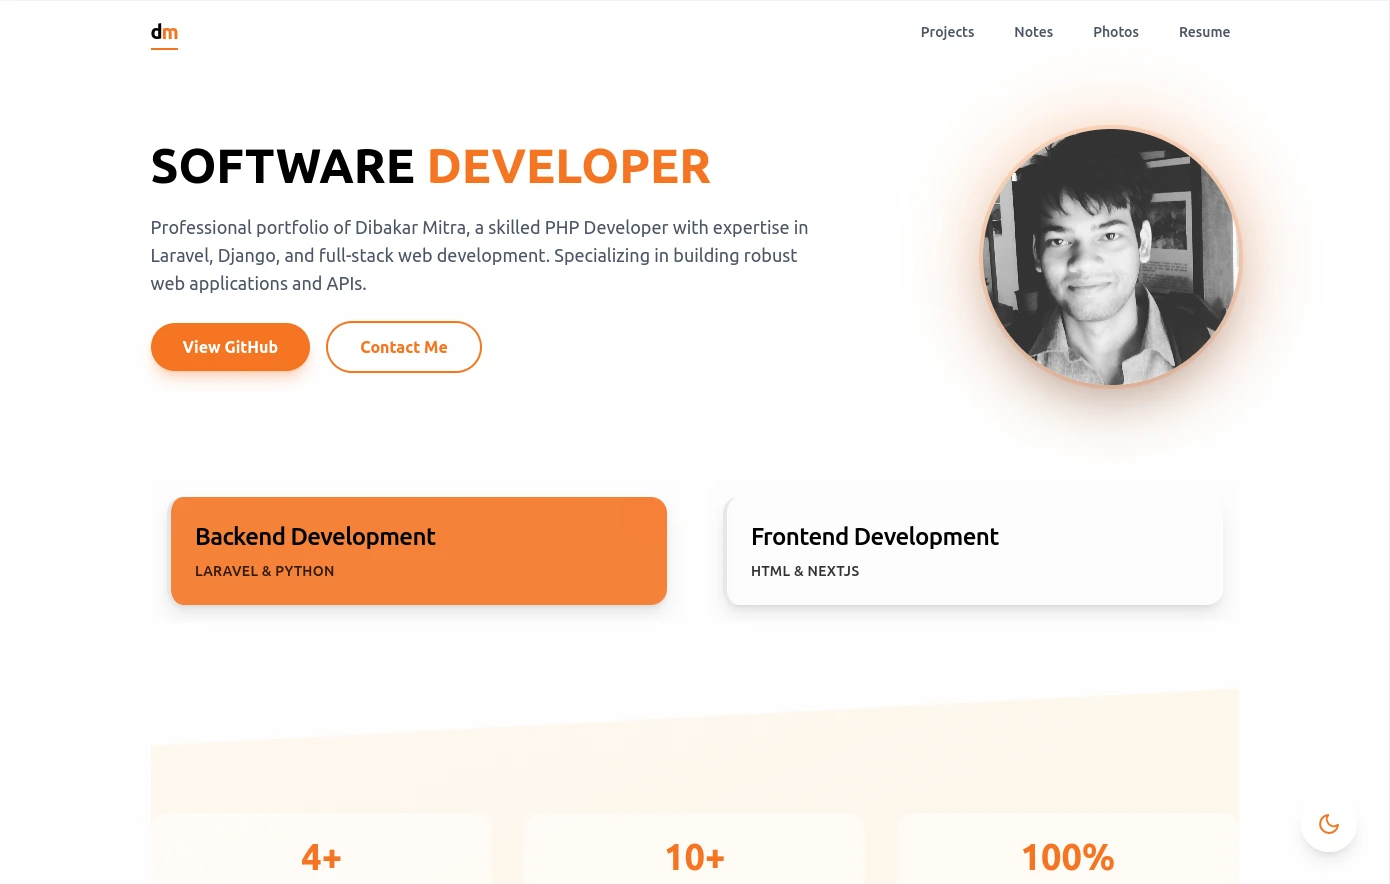 dm
Projects
Notes
Photos
Resume
SOFTWARE DEVELOPER
Professional portfolio of Dibakar Mitra, a skilled PHP Developer with expertise in
Laravel, Django, and full-stack web development. Specializing in building robust
web applications and APIs.
View GitHub
Contact Me
Backend Development
LARAVEL & PYTHON
Frontend Development
HTML & NEXTJS
4+
10+
100%